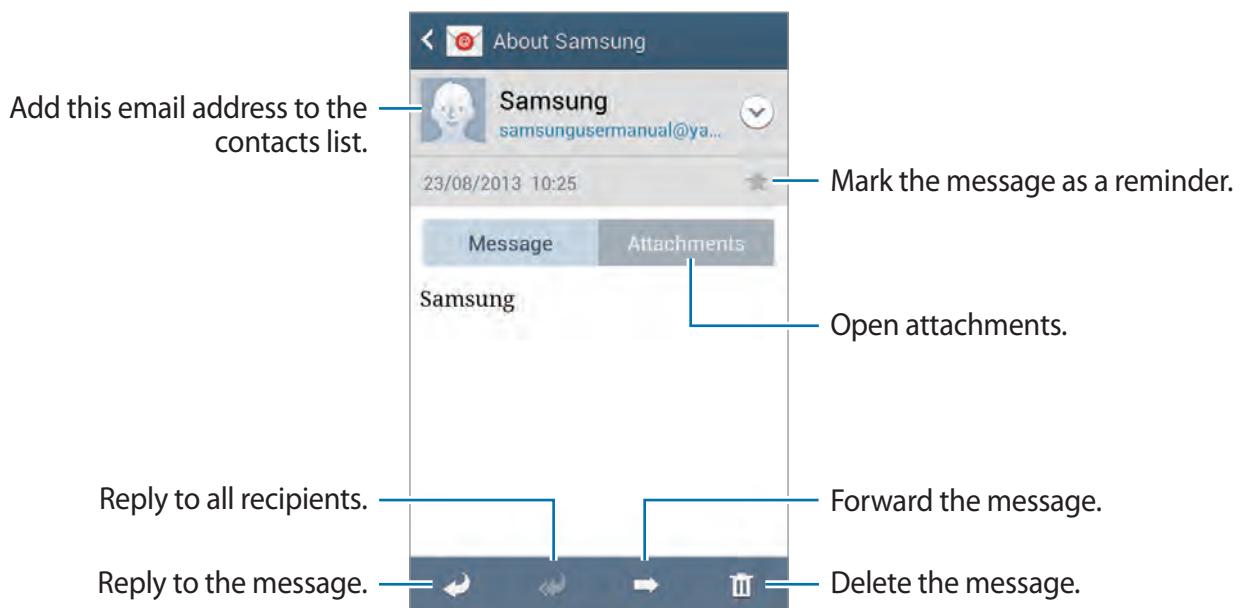 About Samsung
Add this email address to the
contacts list.
Samsung
samsungusermanual@ya...
23/08/2013 10:25
Mark the message as a reminder.
Message
Attachments
Samsung
Open attachments.
Reply to all recipients.
Forward the message.
Reply to the message.
Delete the message.